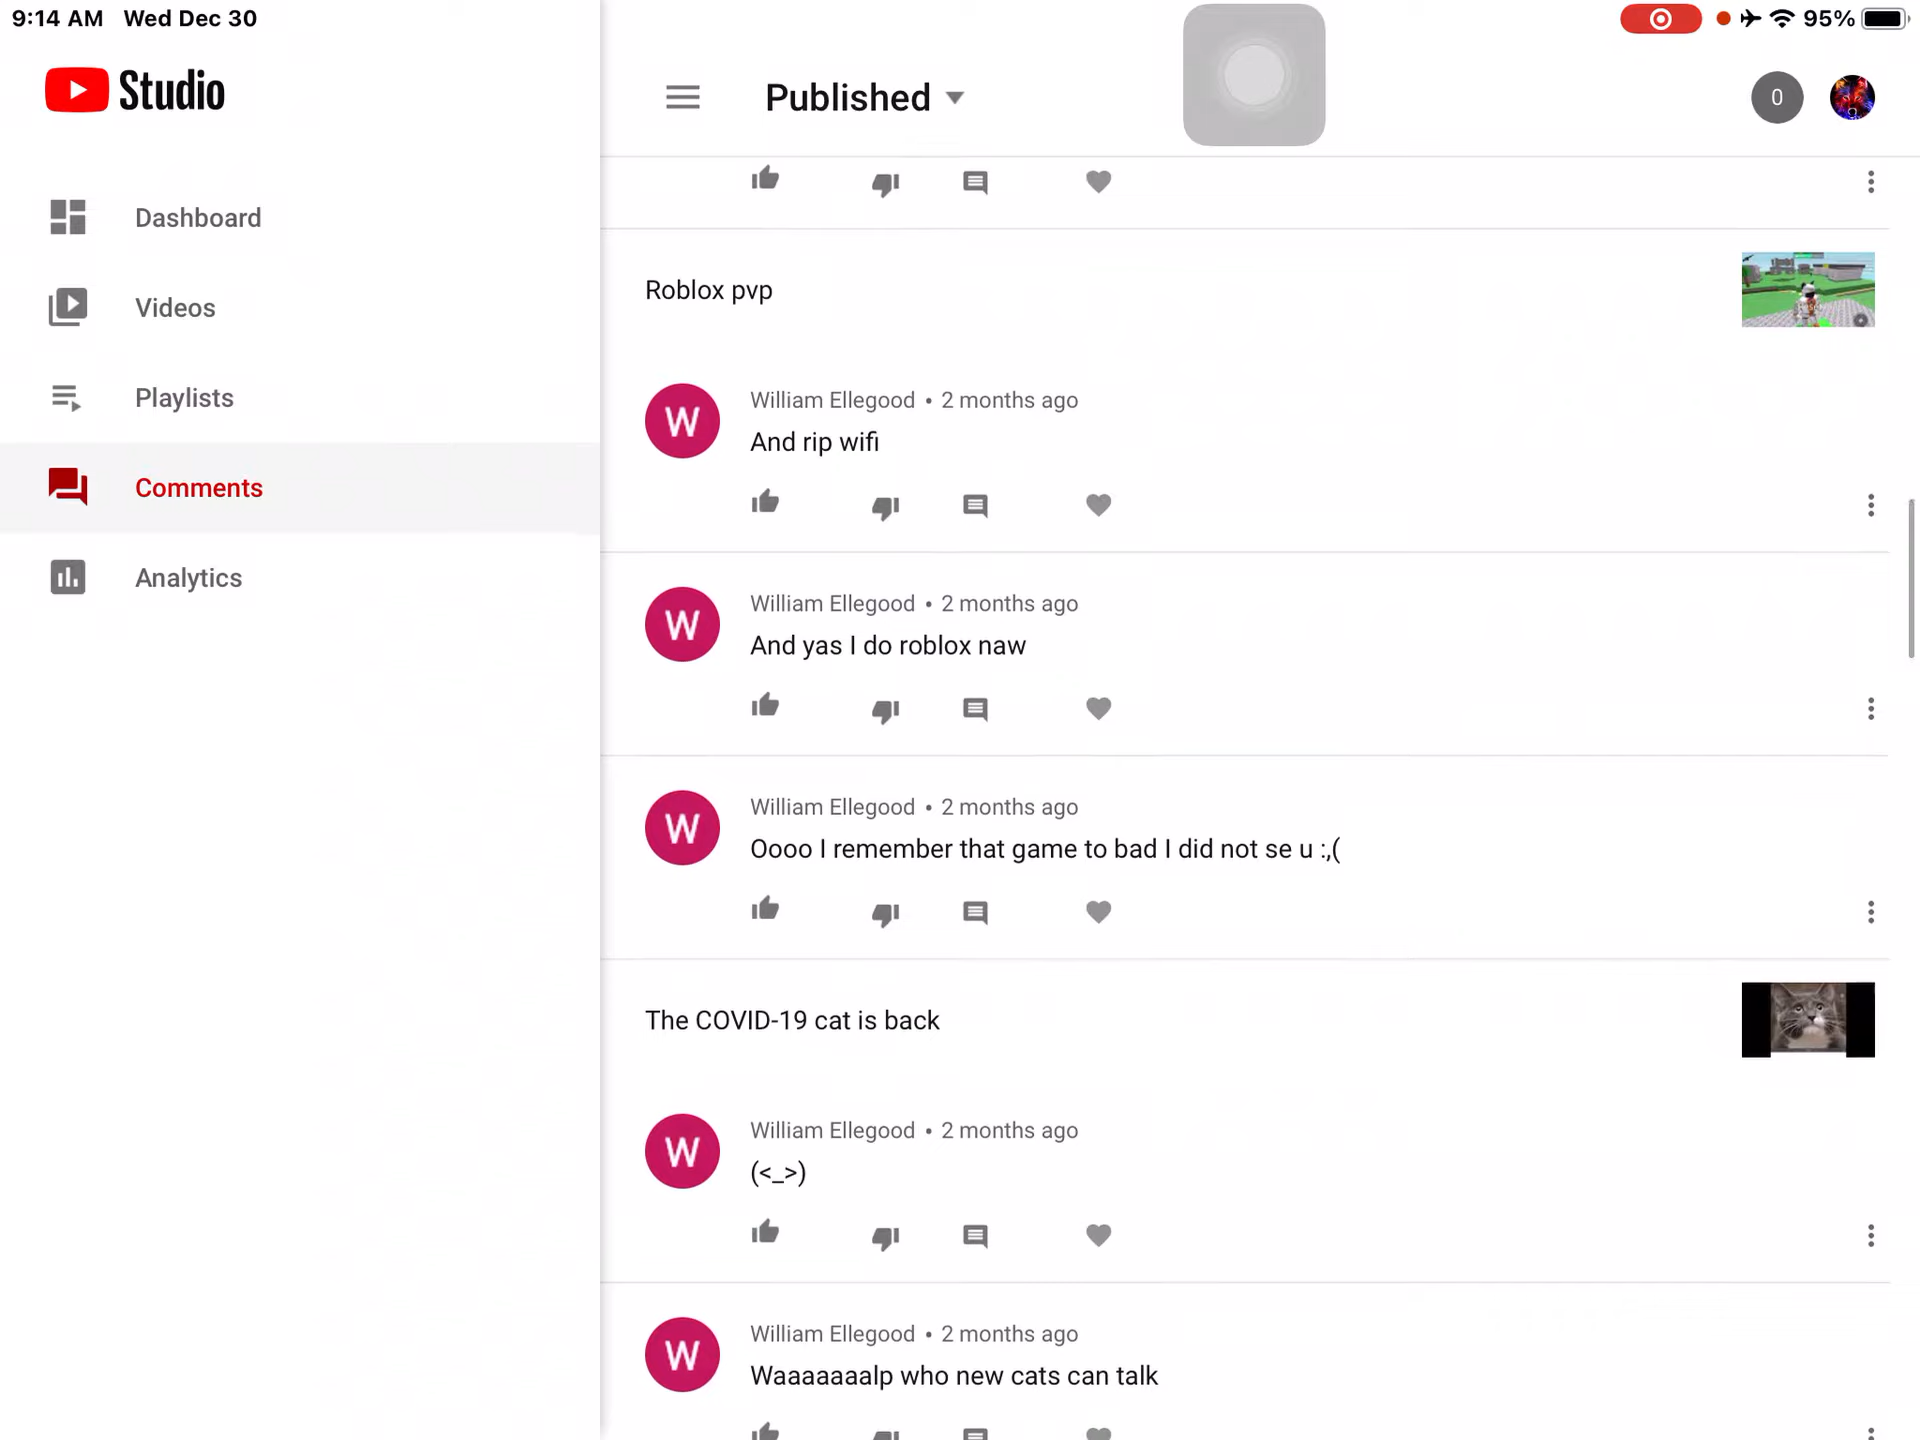 9:14 AM Wed Dec 30
95%
Studio
Published
0
Dashboard
Videos
Playlists
Comments
Analytics
Roblox pvp
W
William Ellegood • 2 months ago
And rip wifi
W
William Ellegood • 2 months ago
And yas I do roblox naw
W
William Ellegood • 2 months ago
Oooo I remember that game to bad I did not se u :,(
The COVID-19 cat is back
W
William Ellegood • 2 months ago
(<_>)
W
William Ellegood • 2 months ago
Waaaaaaalp who new cats can talk